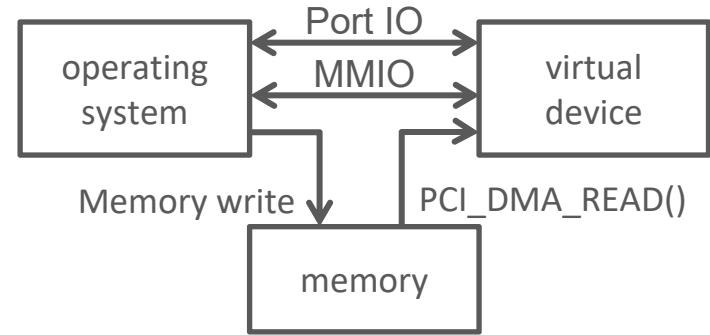 Port IO
operating
system
MMIO
virtual
device
Memory write
PCI_DMA_READ()
memory